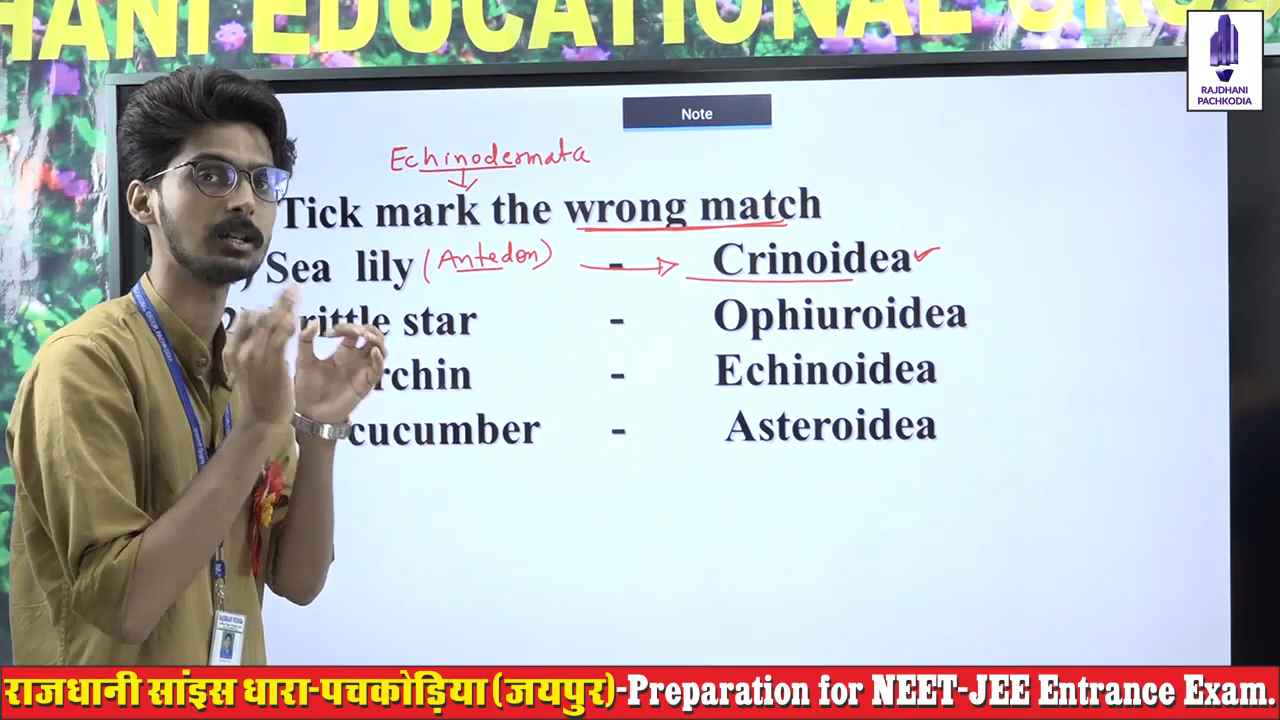 HANI EDUCATIONAL GRO
RAJDHANI
PACHKODIA
Note
Echinodermata
Tick mark the wrong match
) Sea lily (Antedon) - Crinoidea
2) rittle star - Ophiuroidea
rchin - Echinoidea
cucumber - Asteroidea
राजधानी सांइस धारा-पचकोड़िया (जयपुर)-Preparation for NEET-JEE Entrance Exam.